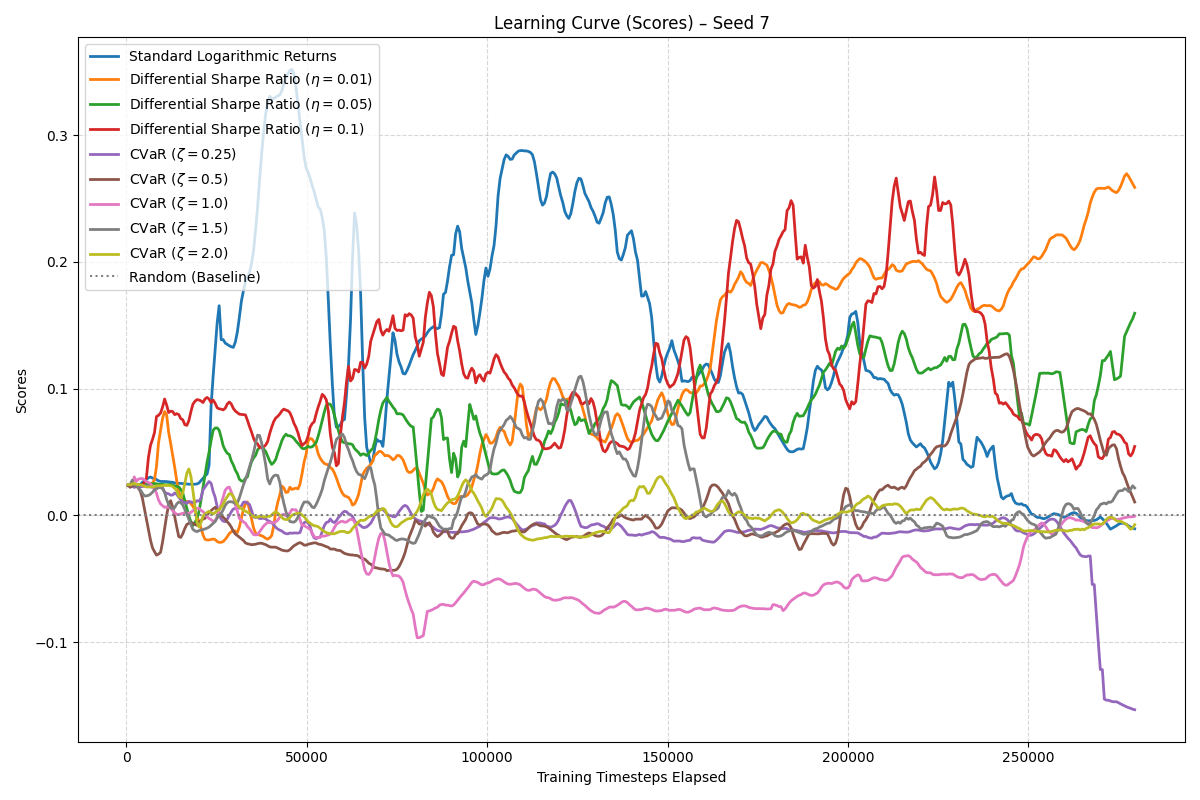 Learning Curve (Scores) – Seed 7
Standard Logarithmic Returns
Differential Sharpe Ratio (η = 0.01)
Differential Sharpe Ratio (η = 0.05)
Differential Sharpe Ratio (η = 0.1)
CVaR (ζ = 0.25)
CVaR (ζ = 0.5)
CVaR (ζ = 1.0)
CVaR (ζ = 1.5)
CVaR (ζ = 2.0)
Random (Baseline)
Scores
0.3
0.2
0.1
0.0
−0.1
0 50000 100000 150000 200000 250000
Training Timesteps Elapsed